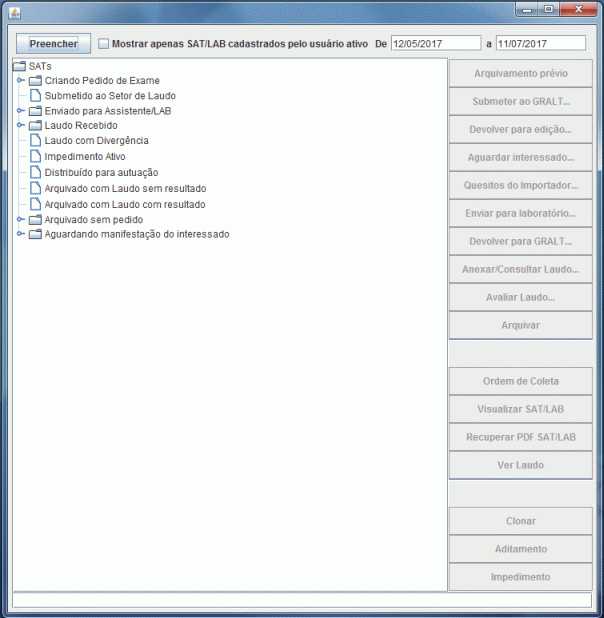 Preencher Mostrar apenas SAT/LAB cadastrados pelo usuário ativo De 12/05/2017 a 11/07/2017
SATs
Criando Pedido de Exame
Submetido ao Setor de Laudo
Enviado para Assistente/LAB
Laudo Recebido
Laudo com Divergência
Impedimento Ativo
Distribuído para autuação
Arquivado com Laudo sem resultado
Arquivado com Laudo com resultado
Arquivado sem pedido
Aguardando manifestação do interessado
Arquivamento prévio
Submeter ao GRALT...
Devolver para edição...
Aguardar interessado...
Quesitos do Importador...
Enviar para laboratório...
Devolver para GRALT...
Anexar/Consultar Laudo...
Avaliar Laudo...
Arquivar
Ordem de Coleta
Visualizar SAT/LAB
Recuperar PDF SAT/LAB
Ver Laudo
Clonar
Aditamento
Impedimento